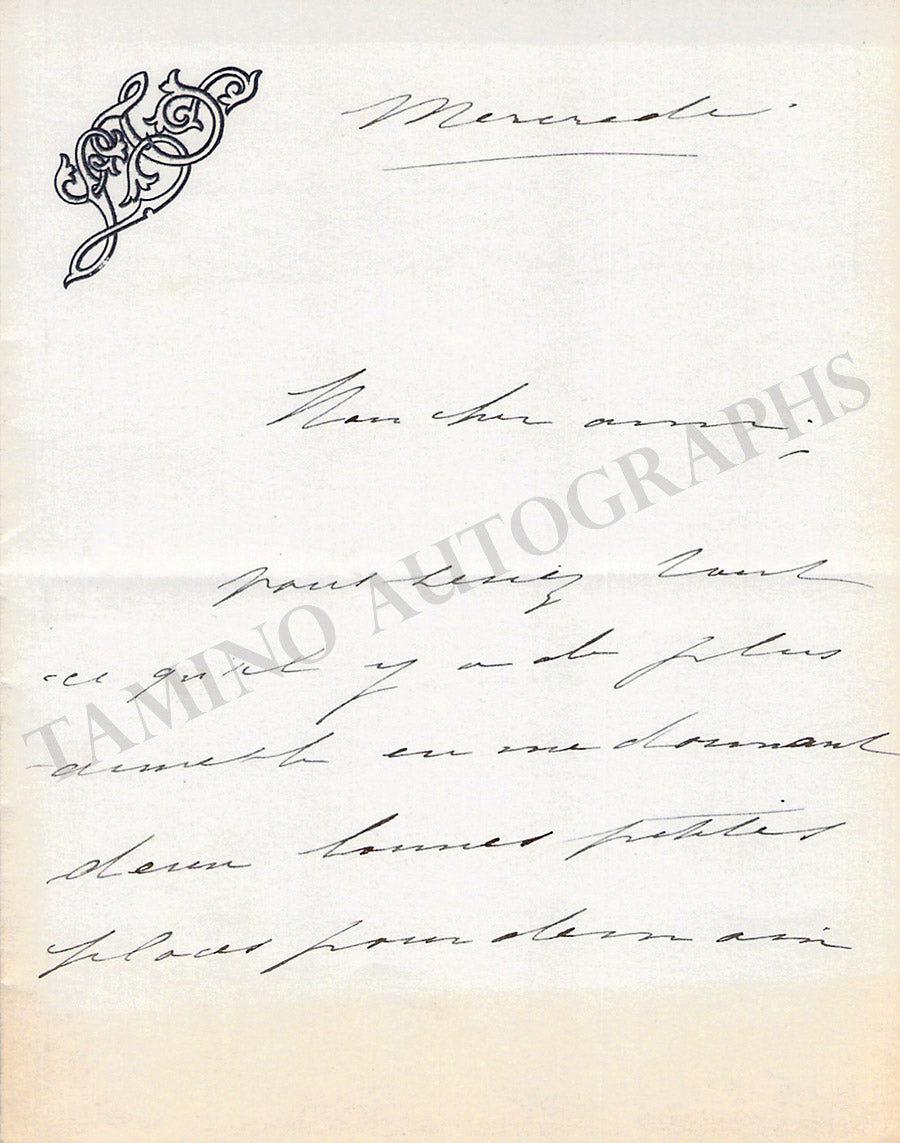 Mercredi
Mon cher ami.
vous seriez tout
ce qu'il y a de plus
aimable en me donnant
deux bonnes petites
places pour demain
TAMINO AUTOGRAPHS